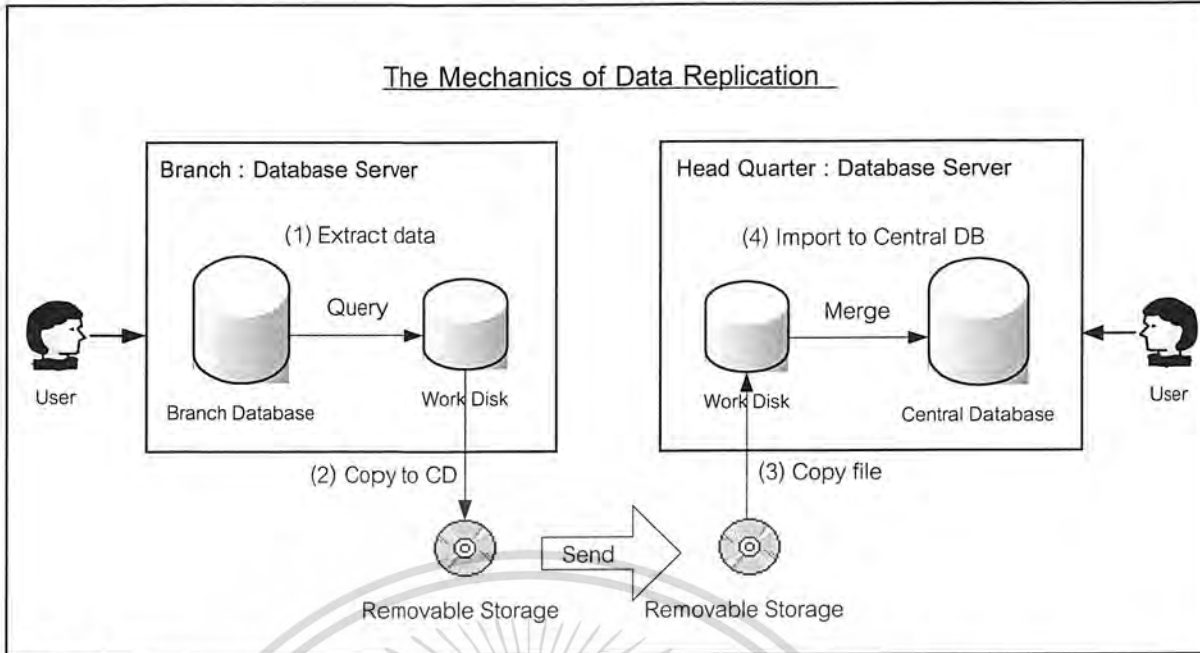 The Mechanics of Data Replication
Branch : Database Server
(1) Extract data
Query
Branch Database
Work Disk
User
(2) Copy to CD
Removable Storage
Send
Head Quarter : Database Server
(4) Import to Central DB
Merge
Work Disk
Central Database
User
(3) Copy file
Removable Storage